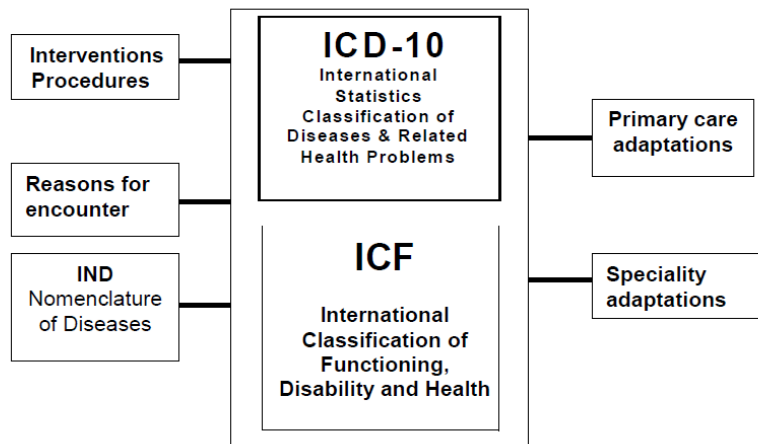 Interventions
Procedures
Reasons for
encounter
IND
Nomenclature
of Diseases
ICD-10
International
Statistics
Classification of
Diseases & Related
Health Problems
ICF
International
Classification of
Functioning,
Disability and Health
Primary care
adaptations
Speciality
adaptations